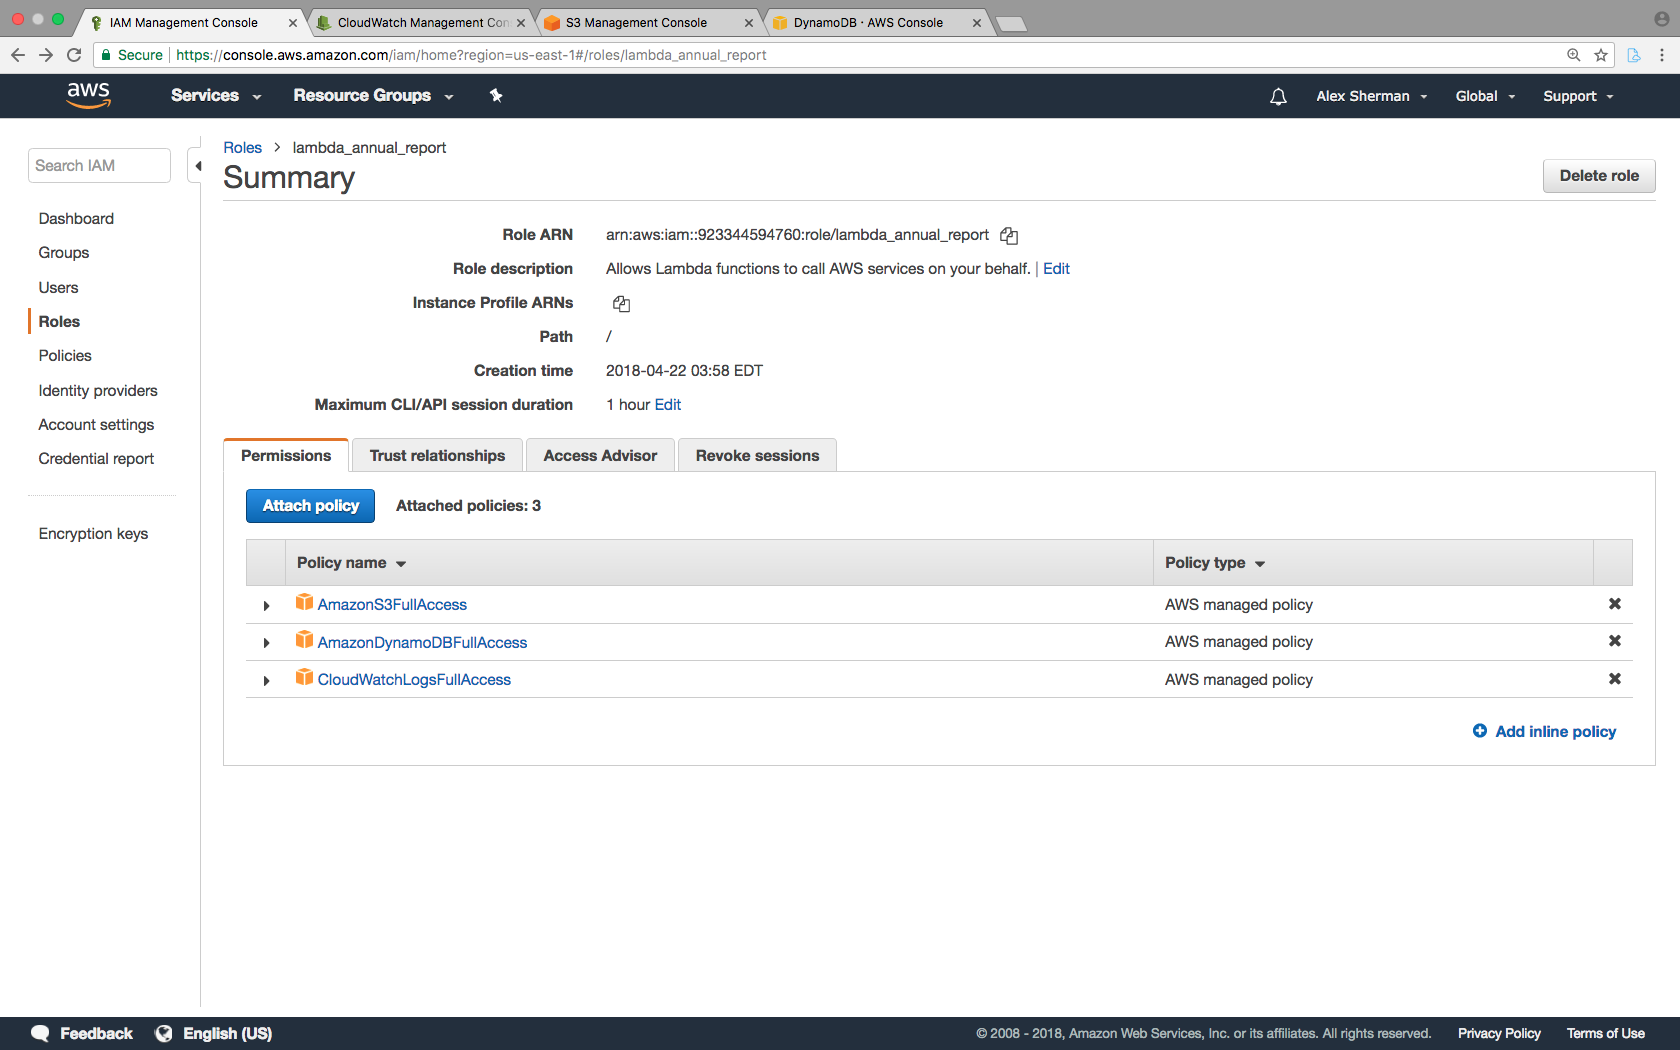 IAM Management Console
CloudWatch Management Con
S3 Management Console
DynamoDB · AWS Console
Secure | https://console.aws.amazon.com/iam/home?region=us-east-1#/roles/lambda_annual_report
aws Services Resource Groups Alex Sherman Global Support
Search IAM
Dashboard
Groups
Users
Roles
Policies
Identity providers
Account settings
Credential report
Encryption keys
Roles > lambda_annual_report
Summary
Delete role
Role ARN arn:aws:iam::923344594760:role/lambda_annual_report
Role description Allows Lambda functions to call AWS services on your behalf. | Edit
Instance Profile ARNs
Path /
Creation time 2018-04-22 03:58 EDT
Maximum CLI/API session duration 1 hour Edit
Permissions Trust relationships Access Advisor Revoke sessions
Attach policy Attached policies: 3
Policy name Policy type
AmazonS3FullAccess AWS managed policy
AmazonDynamoDBFullAccess AWS managed policy
CloudWatchLogsFullAccess AWS managed policy
Add inline policy
Feedback English (US) © 2008 - 2018, Amazon Web Services, Inc. or its affiliates. All rights reserved. Privacy Policy Terms of Use